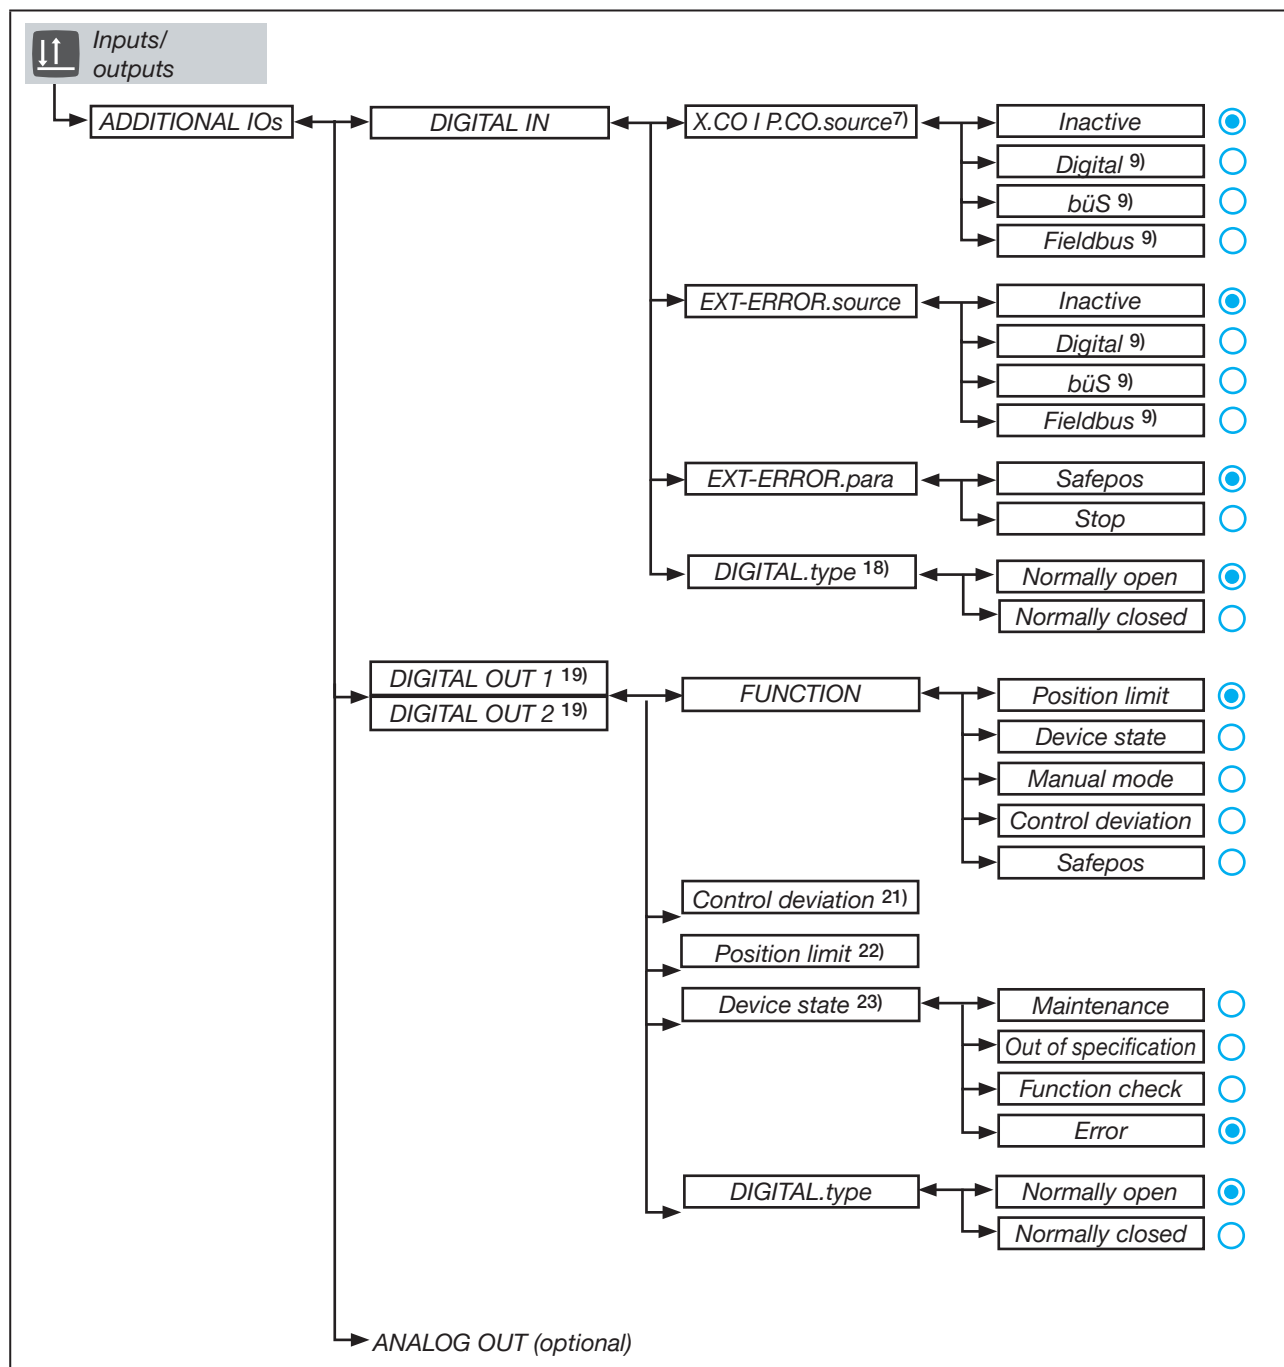 Inputs/
outputs
ADDITIONAL IOs
DIGITAL IN
X.CO I P.CO.source7)
Inactive
Digital 9)
büS 9)
Fieldbus 9)
EXT-ERROR.source
Inactive
Digital 9)
büS 9)
Fieldbus 9)
EXT-ERROR.para
Safepos
Stop
DIGITAL.type 18)
Normally open
Normally closed
DIGITAL OUT 1 19)
DIGITAL OUT 2 19)
FUNCTION
Position limit
Device state
Manual mode
Control deviation
Safepos
Control deviation 21)
Position limit 22)
Device state 23)
Maintenance
Out of specification
Function check
Error
DIGITAL.type
Normally open
Normally closed
ANALOG OUT (optional)